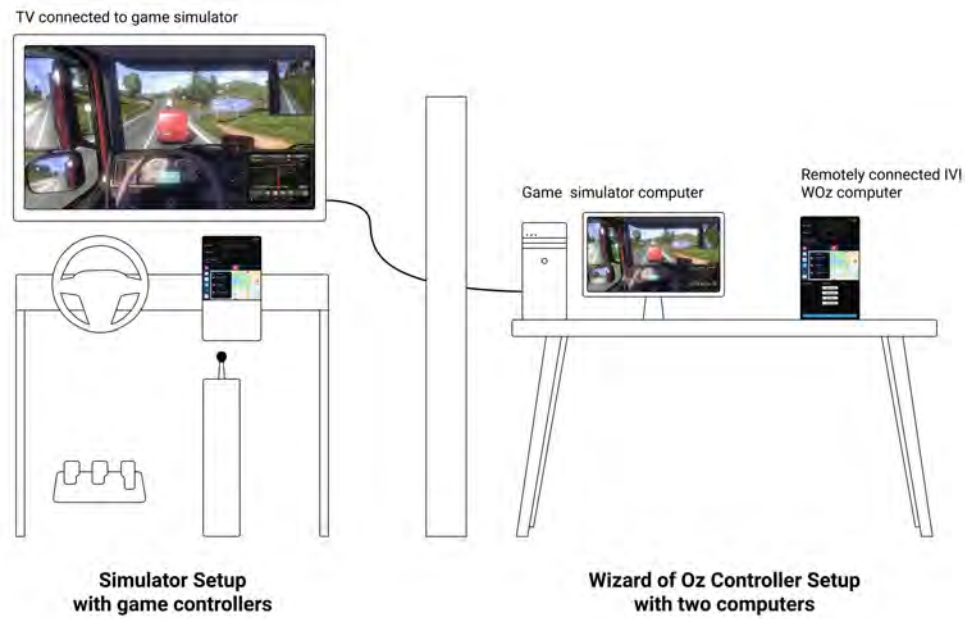 TV connected to game simulator
Game simulator computer
Remotely connected IVI
WOz computer
Simulator Setup
with game controllers
Wizard of Oz Controller Setup
with two computers